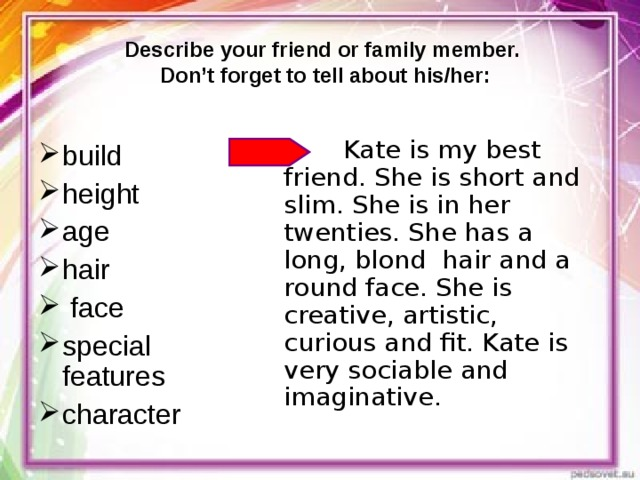 Describe your friend or family member.
Don’t forget to tell about his/her:
build
height
age
hair
face
special
features
character
Kate is my best
friend. She is short and
slim. She is in her
twenties. She has a
long, blond hair and a
round face. She is
creative, artistic,
curious and fit. Kate is
very sociable and
imaginative.
pedsovet.su